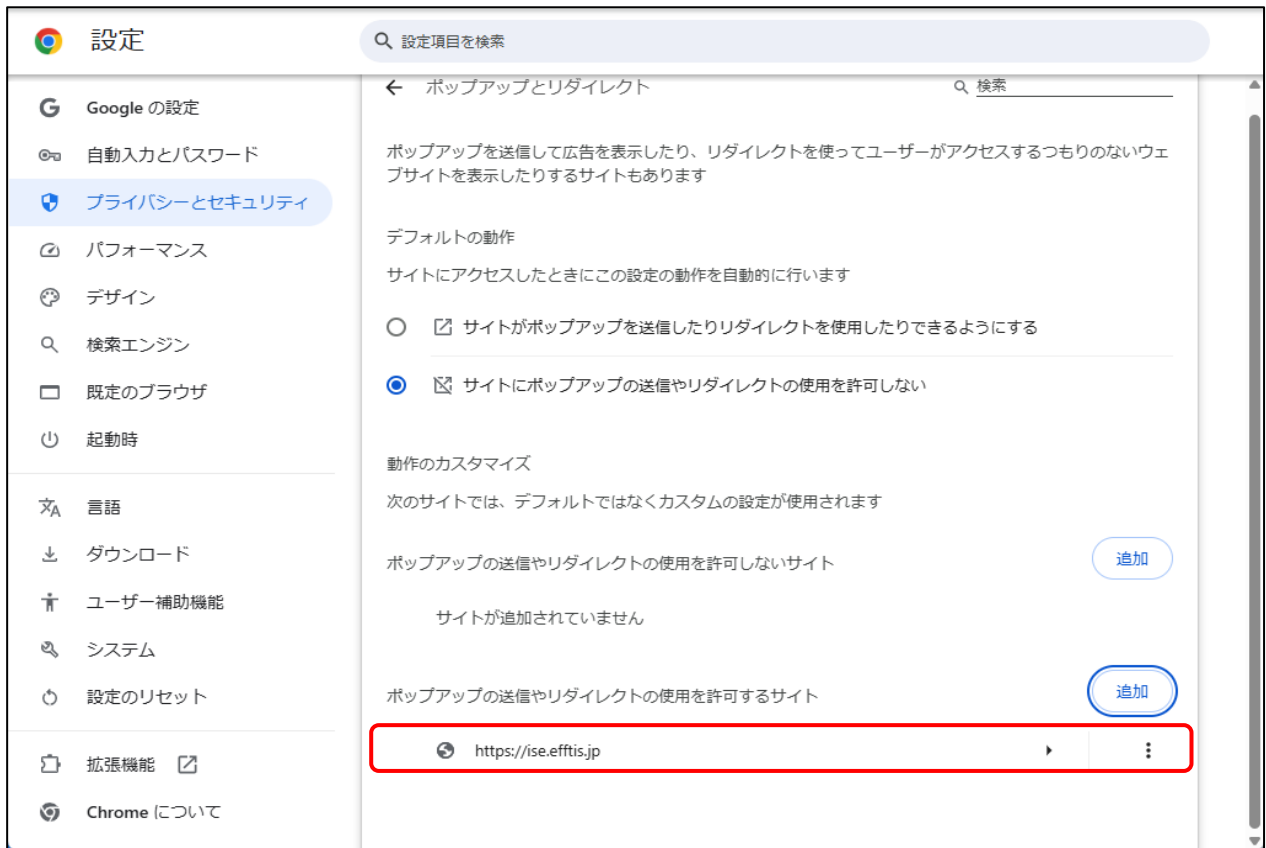 設定
設定項目を検索
Google の設定
自動入力とパスワード
プライバシーとセキュリティ
パフォーマンス
デザイン
検索エンジン
既定のブラウザ
起動時
言語
ダウンロード
ユーザー補助機能
システム
設定のリセット
拡張機能
Chrome について
ポップアップとリダイレクト
検索
ポップアップを送信して広告を表示したり、リダイレクトを使ってユーザーがアクセスするつもりのないウェ
ブサイトを表示したりするサイトもあります
デフォルトの動作
サイトにアクセスしたときにこの設定の動作を自動的に行います
サイトがポップアップを送信したりリダイレクトを使用したりできるようにする
サイトにポップアップの送信やリダイレクトの使用を許可しない
動作のカスタマイズ
次のサイトでは、デフォルトではなくカスタムの設定が使用されます
ポップアップの送信やリダイレクトの使用を許可しないサイト
追加
サイトが追加されていません
ポップアップの送信やリダイレクトの使用を許可するサイト
追加
https://ise.efftis.jp